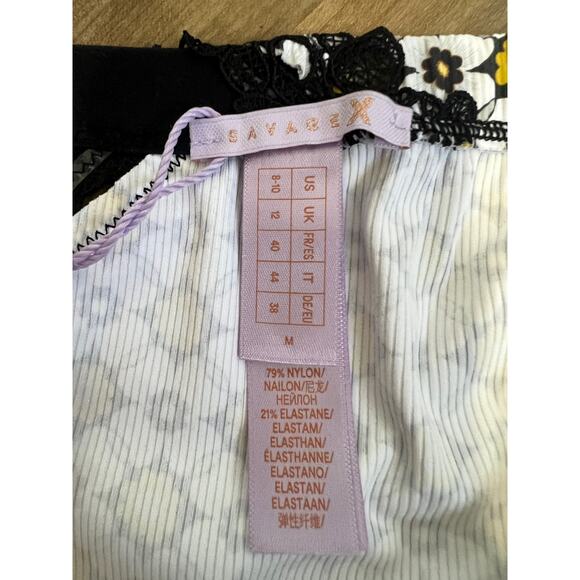 SAVAGE X
US UK FR/ES IT DE/EU
8-10 12 40 44 38
M
79% NYLON/
NAILON/尼龙/
НЕЙЛОН
21% ELASTANE/
ELASTAM/
ELASTHAN/
ÉLASTHANNE/
ELASTANO/
ELASTAN/
ELASTAAN/
弹性纤维/